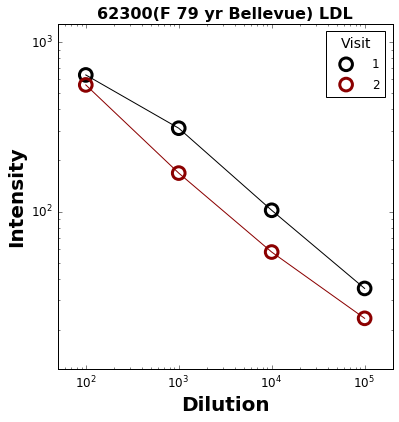 62300(F 79 yr Bellevue) LDL
Visit
1
2
10³
10²
Intensity
10² 10³ 10⁴ 10⁵
Dilution